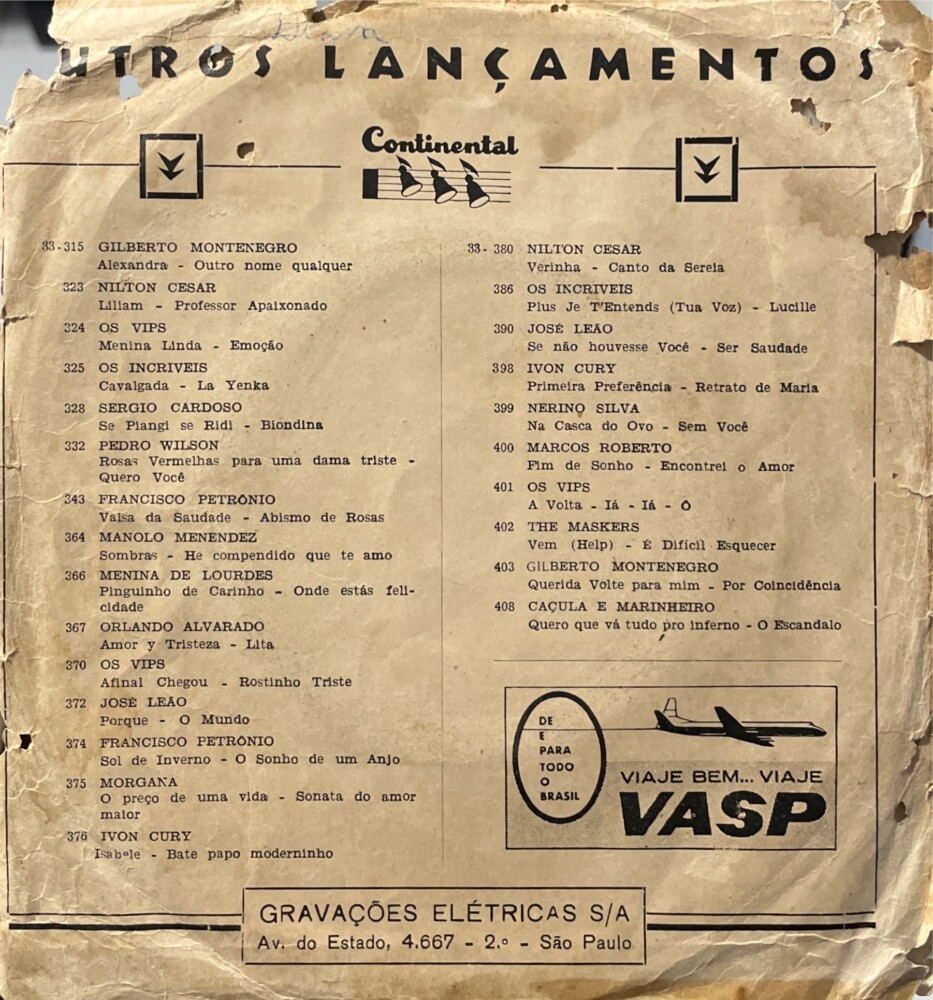 UTROS LANÇAMENTOS
Continental
33-315 GILBERTO MONTENEGRO
Alexandra - Outro nome qualquer
323 NILTON CESAR
Liliam - Professor Apaixonado
324 OS VIPS
Menina Linda - Emoção
325 OS INCRIVEIS
Cavalgada - La Yenka
328 SERGIO CARDOSO
Se Piangi se Ridi - Biondina
332 PEDRO WILSON
Rosas Vermelhas para uma dama triste -
Quero Você
343 FRANCISCO PETRÔNIO
Valsa da Saudade - Abismo de Rosas
364 MANOLO MENENDEZ
Sombras - He compendido que te amo
366 MENINA DE LOURDES
Pinguinho de Carinho - Onde estás feli-
cidade
367 ORLANDO ALVARADO
Amor y Tristeza - Lita
370 OS VIPS
Afinal Chegou - Rostinho Triste
372 JOSÉ LEÃO
Porque - O Mundo
374 FRANCISCO PETRÔNIO
Sol de Inverno - O Sonho de um Anjo
375 MORGANA
O preço de uma vida - Sonata do amor
maior
376 IVON CURY
Isabele - Bate papo moderninho
33-380 NILTON CESAR
Verinha - Canto da Sereia
386 OS INCRIVEIS
Plus Je T'Entends (Tua Voz) - Lucille
390 JOSÉ LEÃO
Se não houvesse Você - Ser Saudade
398 IVON CURY
Primeira Preferência - Retrato de Maria
399 NERINO SILVA
Na Casca do Ovo - Sem Você
400 MARCOS ROBERTO
Fim de Sonho - Encontrei o Amor
401 OS VIPS
A Volta - Iá - Iá - Ô
402 THE MASKERS
Vem (Help) - É Difícil Esquecer
403 GILBERTO MONTENEGRO
Querida Volte para mim - Por Coincidência
408 CAÇULA E MARINHEIRO
Quero que vá tudo pro inferno - O Escandalo
DE
E
PARA
TODO
O
BRASIL
VIAJE BEM... VIAJE
VASP
GRAVAÇÕES ELÉTRICAS S/A
Av. do Estado, 4.667 - 2.º - São Paulo